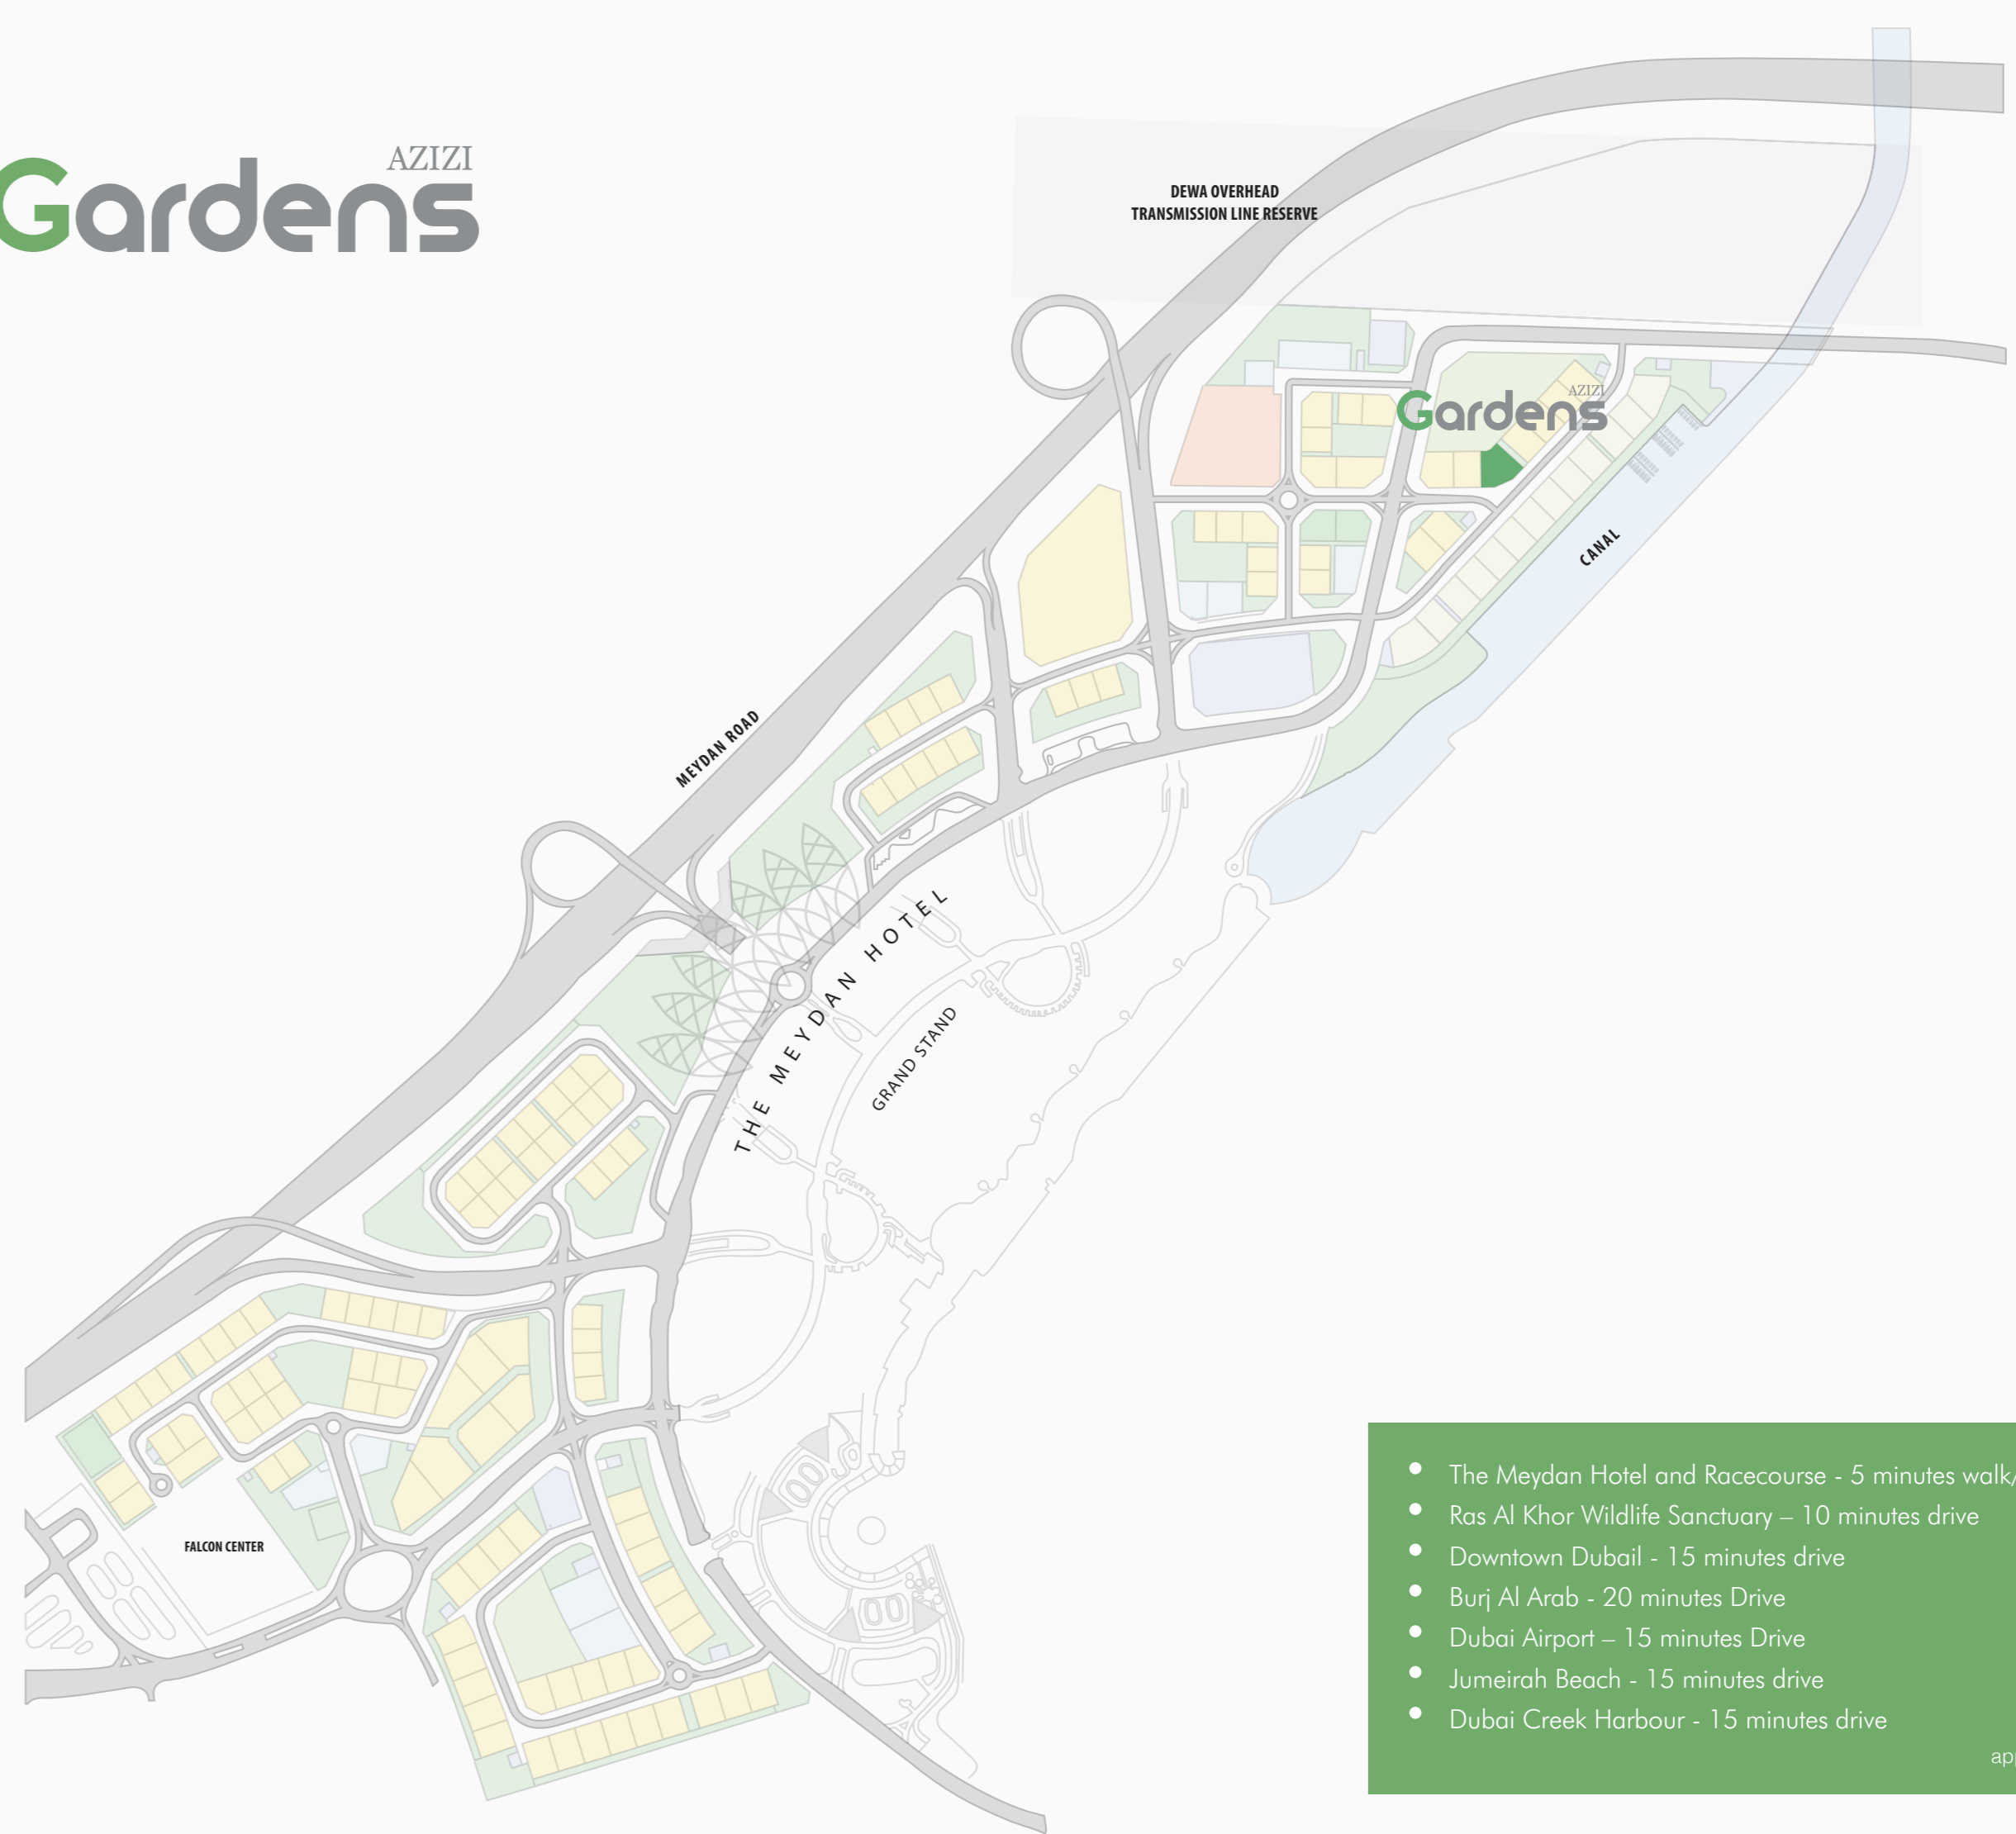 AZIZI
Gardens
DEWA OVERHEAD
TRANSMISSION LINE RESERVE
AZIZI
Gardens
CANAL
MEYDAN ROAD
THE MEYDAN HOTEL
GRAND STAND
FALCON CENTER
• The Meydan Hotel and Racecourse - 5 minutes walk/
• Ras Al Khor Wildlife Sanctuary – 10 minutes drive
• Downtown Dubail - 15 minutes drive
• Burj Al Arab - 20 minutes Drive
• Dubai Airport – 15 minutes Drive
• Jumeirah Beach - 15 minutes drive
• Dubai Creek Harbour - 15 minutes drive